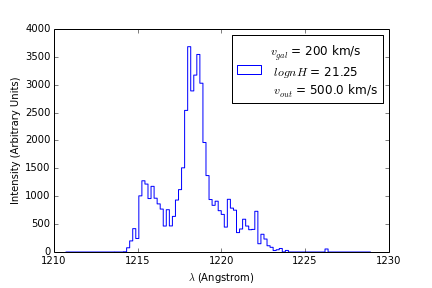 4000
3500
3000
2500
2000
1500
1000
500
0
1210
1215
1220
1225
1230
Intensity (Arbitrary Units)
λ (Angstrom)
v_gal = 200 km/s
lognH = 21.25
v_out = 500.0 km/s